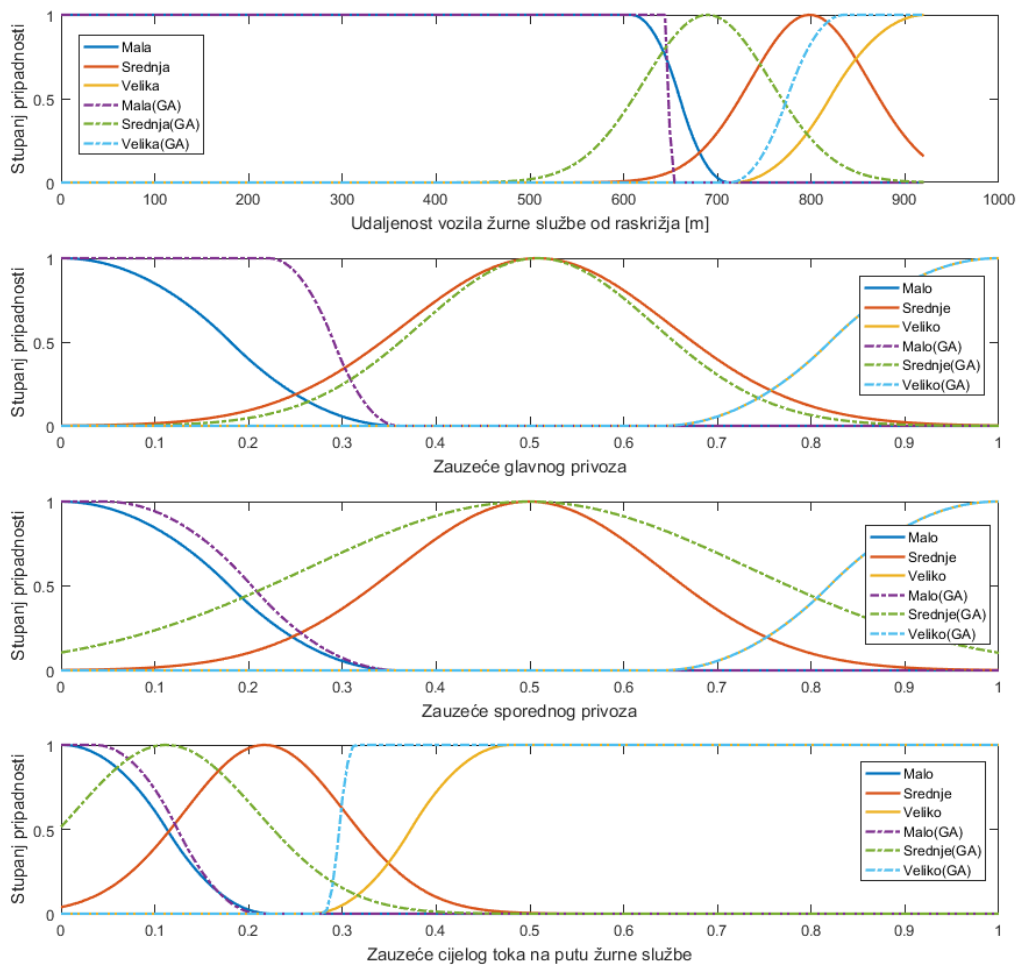 Stupanj pripadnosti
1
0.5
0
Mala
Srednja
Velika
Mala(GA)
Srednja(GA)
Velika(GA)
0 100 200 300 400 500 600 700 800 900 1000
Udaljenost vozila žurne službe od raskrižja [m]
Stupanj pripadnosti
1
0.5
0
Malo
Srednje
Veliko
Malo(GA)
Srednje(GA)
Veliko(GA)
0 0.1 0.2 0.3 0.4 0.5 0.6 0.7 0.8 0.9 1
Zauzeće glavnog privoza
Stupanj pripadnosti
1
0.5
0
Malo
Srednje
Veliko
Malo(GA)
Srednje(GA)
Veliko(GA)
0 0.1 0.2 0.3 0.4 0.5 0.6 0.7 0.8 0.9 1
Zauzeće sporednog privoza
Stupanj pripadnosti
1
0.5
0
Malo
Srednje
Veliko
Malo(GA)
Srednje(GA)
Veliko(GA)
0 0.1 0.2 0.3 0.4 0.5 0.6 0.7 0.8 0.9 1
Zauzeće cijelog toka na putu žurne službe